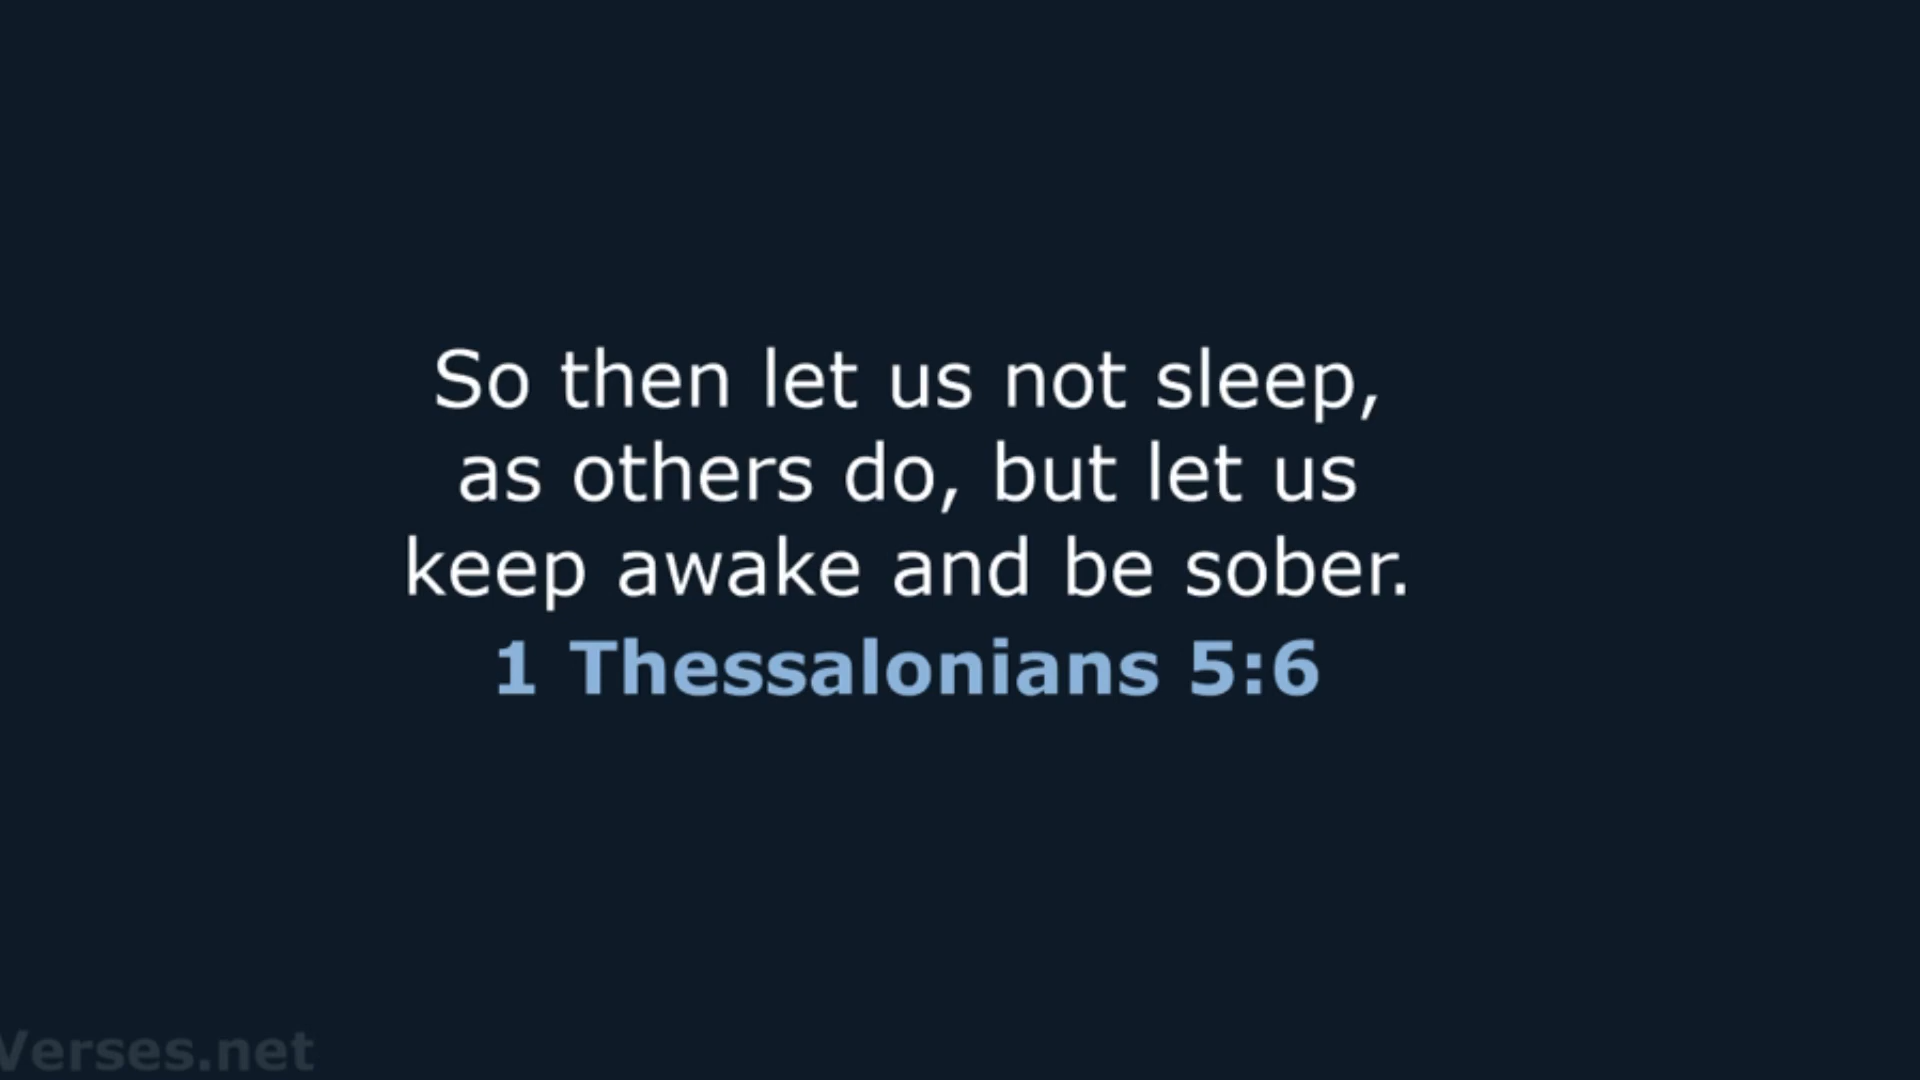 So then let us not sleep,
as others do, but let us
keep awake and be sober.
1 Thessalonians 5:6
Verses.net